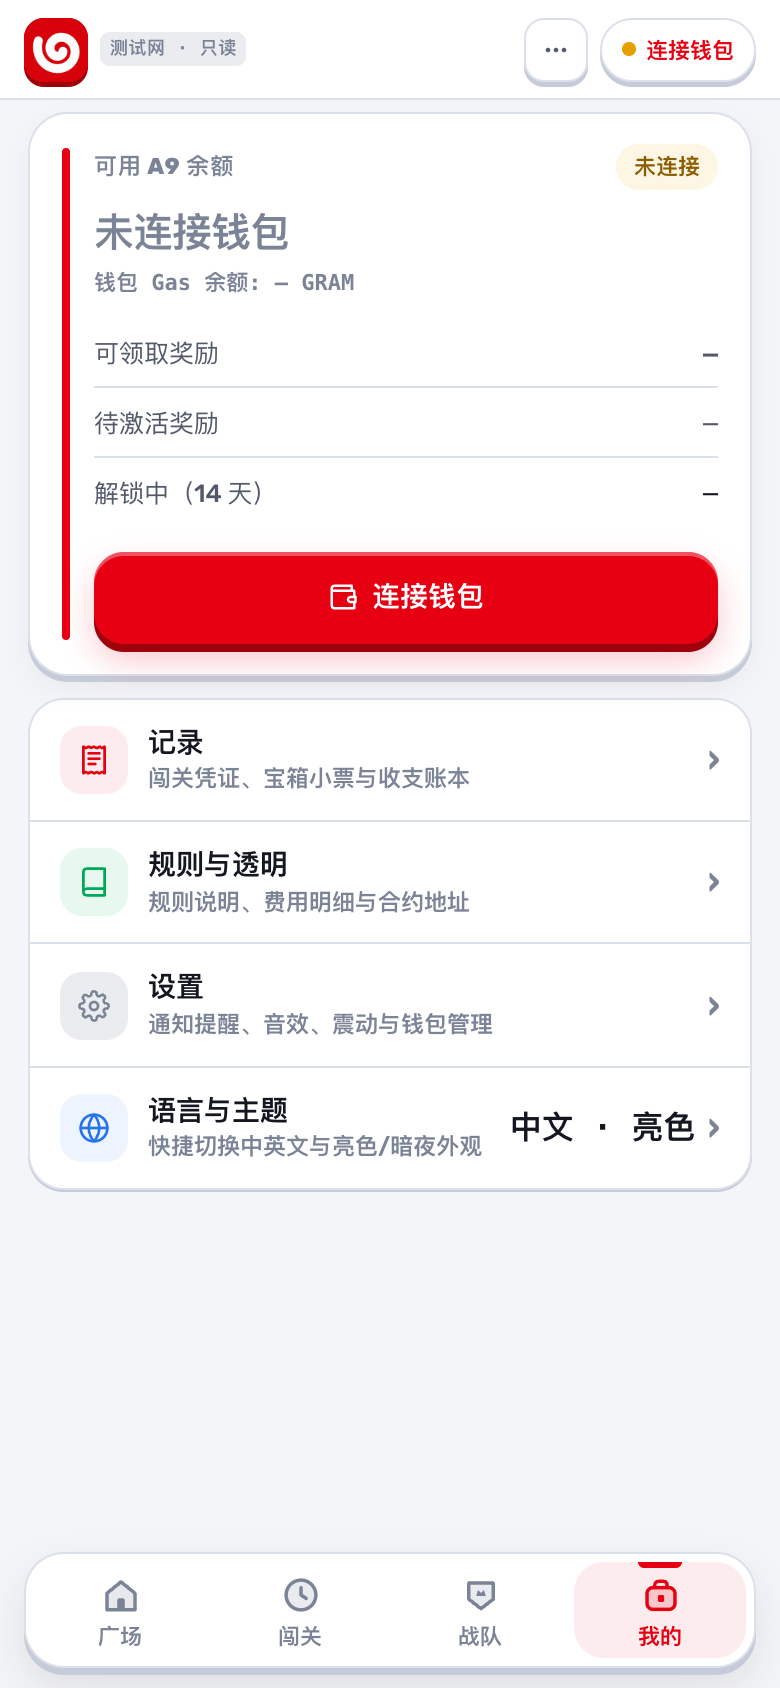 测试网 · 只读
···
连接钱包
可用 A9 余额
未连接
未连接钱包
钱包 Gas 余额: — GRAM
可领取奖励 —
待激活奖励 —
解锁中（14 天） —
连接钱包
记录
闯关凭证、宝箱小票与收支账本
规则与透明
规则说明、费用明细与合约地址
设置
通知提醒、音效、震动与钱包管理
语言与主题
快捷切换中英文与亮色/暗夜外观
中文 · 亮色
广场
闯关
战队
我的